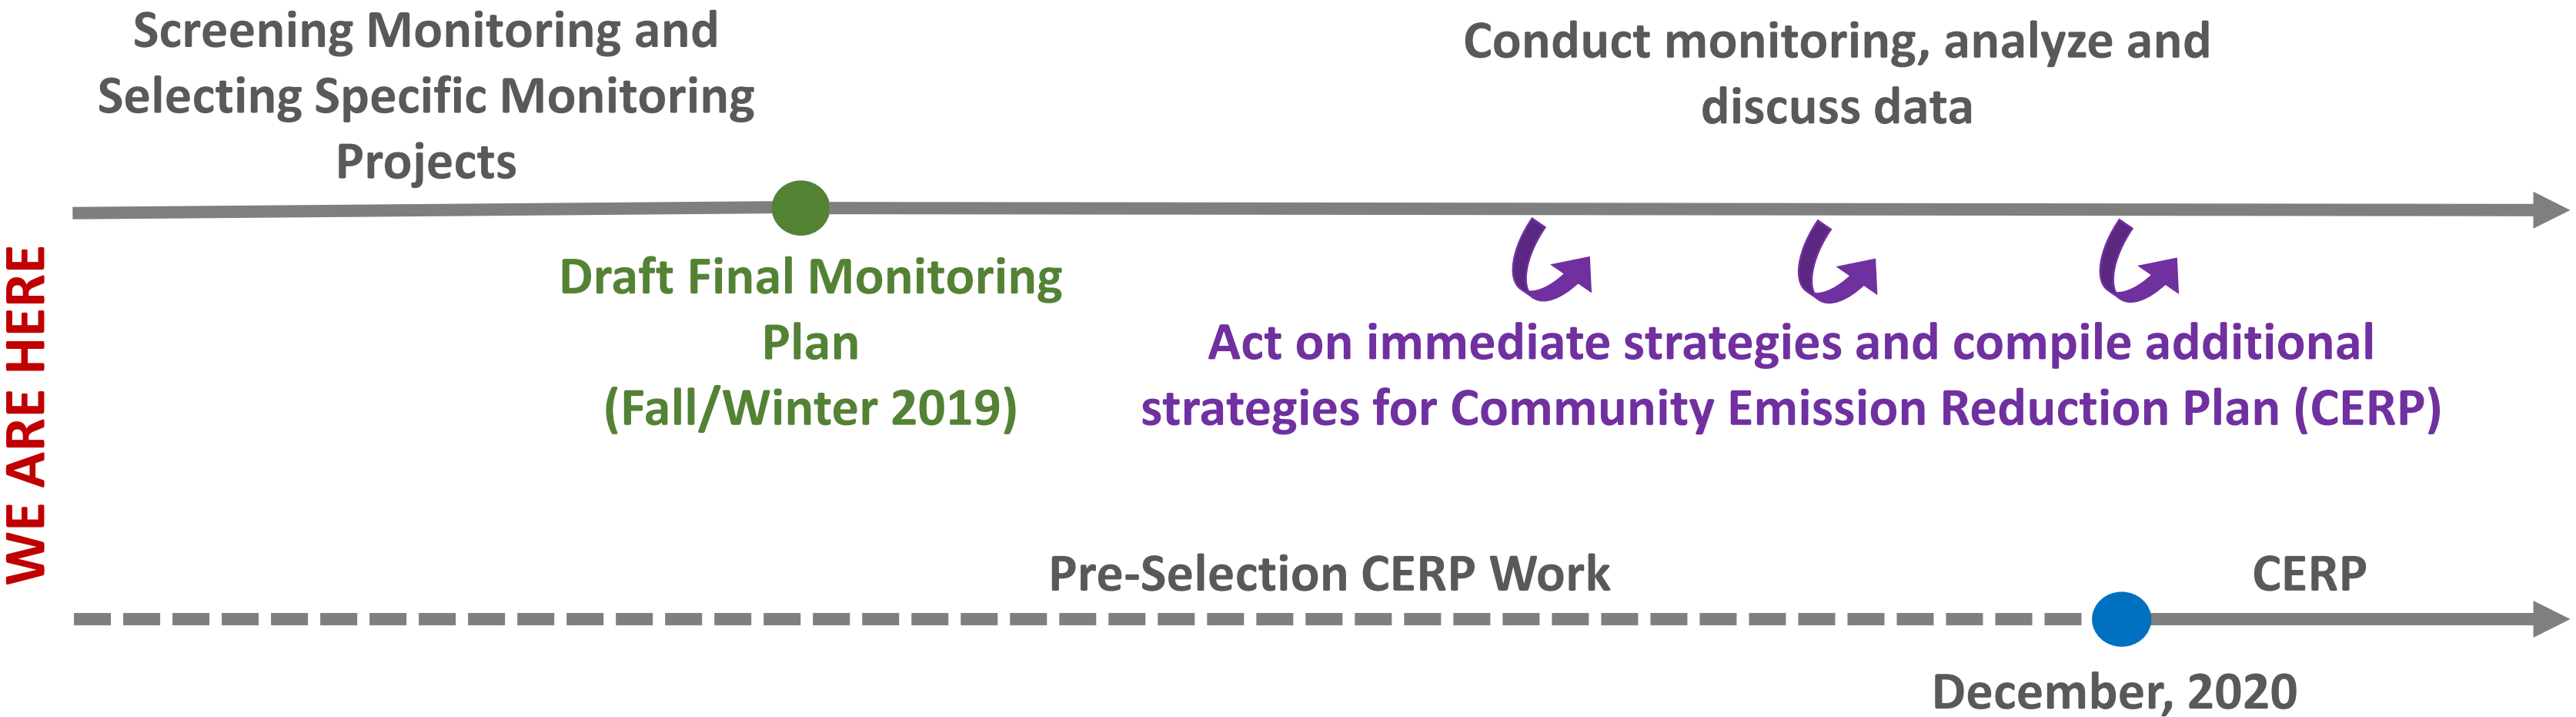 Screening Monitoring and
Selecting Specific Monitoring
Projects
Conduct monitoring, analyze and
discuss data
WE ARE HERE
Draft Final Monitoring
Plan
(Fall/Winter 2019)
Act on immediate strategies and compile additional
strategies for Community Emission Reduction Plan (CERP)
Pre-Selection CERP Work
CERP
December, 2020